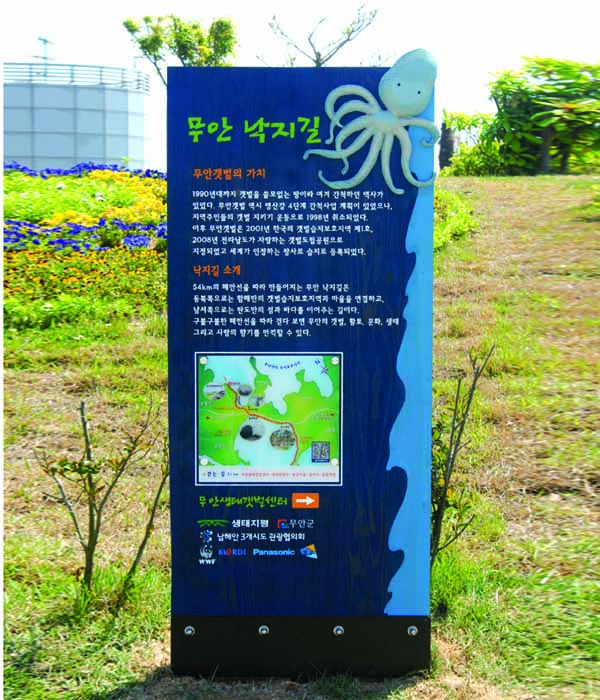 무안 낙지길
무안갯벌의 가치
1990년대까지 갯벌을 쓸모없는 땅이라 여겨 간척하던 역사가
있었다. 무안갯벌 역시 영산강 4단계 간척사업 계획이 있었으나,
지역주민들의 갯벌 지키기 운동으로 1998년 취소되었다.
이후 무안갯벌은 2001년 한국의 갯벌습지보호지역 제1호,
2008년 전라남도가 자랑하는 갯벌도립공원으로
지정되었고 세계가 인정하는 람사르 습지로 등록되었다.
낙지길 소개
54km의 해안선을 따라 만들어지는 무안 낙지길은
동북쪽으로는 함해만의 갯벌습지보호지역과 마을을 연결하고,
남서쪽으로는 탄도만의 섬과 바다를 이어주는 길이다.
구불구불한 해안선을 따라 걷다 보면 무안의 갯벌, 황토, 문화, 생태
그리고 사람의 향기를 만끽할 수 있다.
N
무안생태갯벌센터
생태지평 무안군
남해안 3개시도 관광협의회
WWF KORDI Panasonic